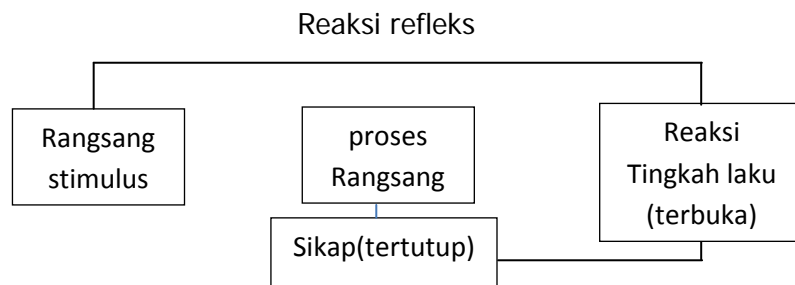 Reaksi refleks
Rangsang
stimulus
proses
Rangsang
Sikap(tertutup)
Reaksi
Tingkah laku
(terbuka)